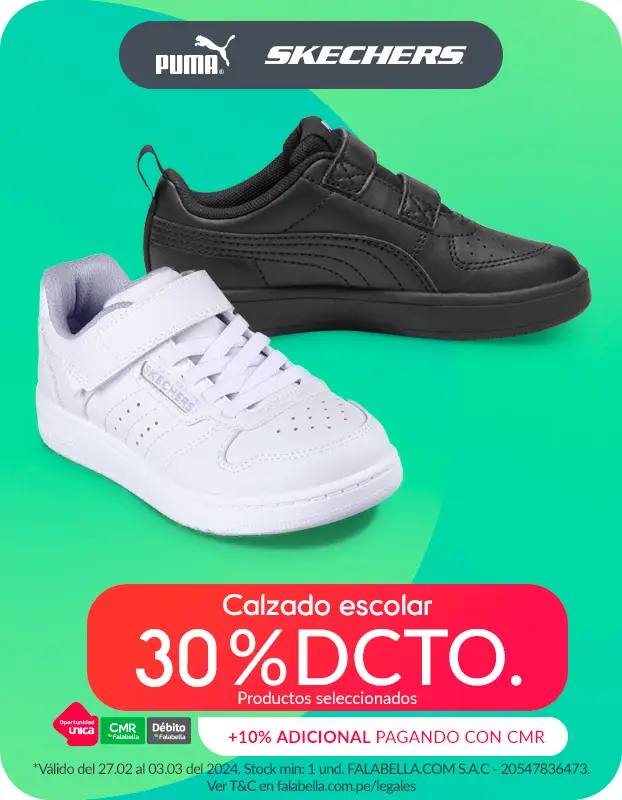 PUMA
SKECHERS
SKECHERS
Calzado escolar
30%DCTO.
Productos seleccionados
Oportunidad
única
CMR
Falabella
Débito
Falabella
+10% ADICIONAL PAGANDO CON CMR
*Válido del 27.02 al 03.03 del 2024. Stock min: 1 und. FALABELLA.COM S.A.C - 20547836473.
Ver T&C en falabella.com.pe/legales